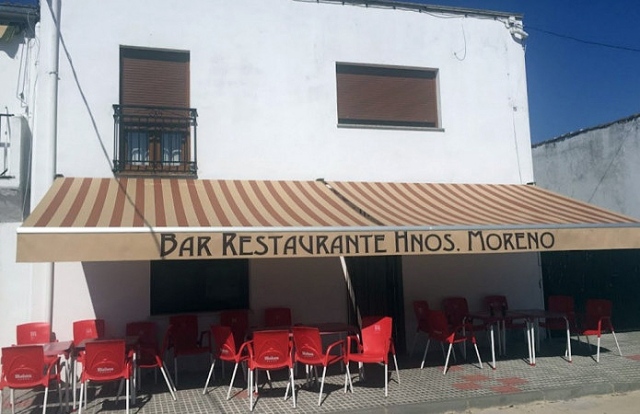 BAR RESTAURANTE HNOS. MORENO